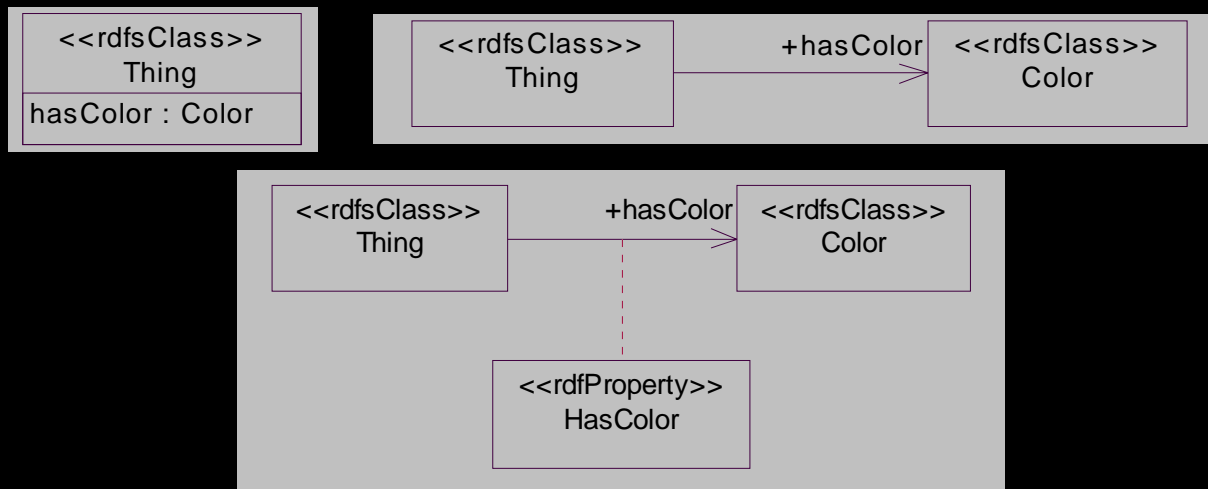 <<rdfsClass>>
Thing
hasColor : Color
<<rdfsClass>>
Thing
+hasColor
<<rdfsClass>>
Color
<<rdfsClass>>
Thing
+hasColor
<<rdfsClass>>
Color
<<rdfProperty>>
HasColor